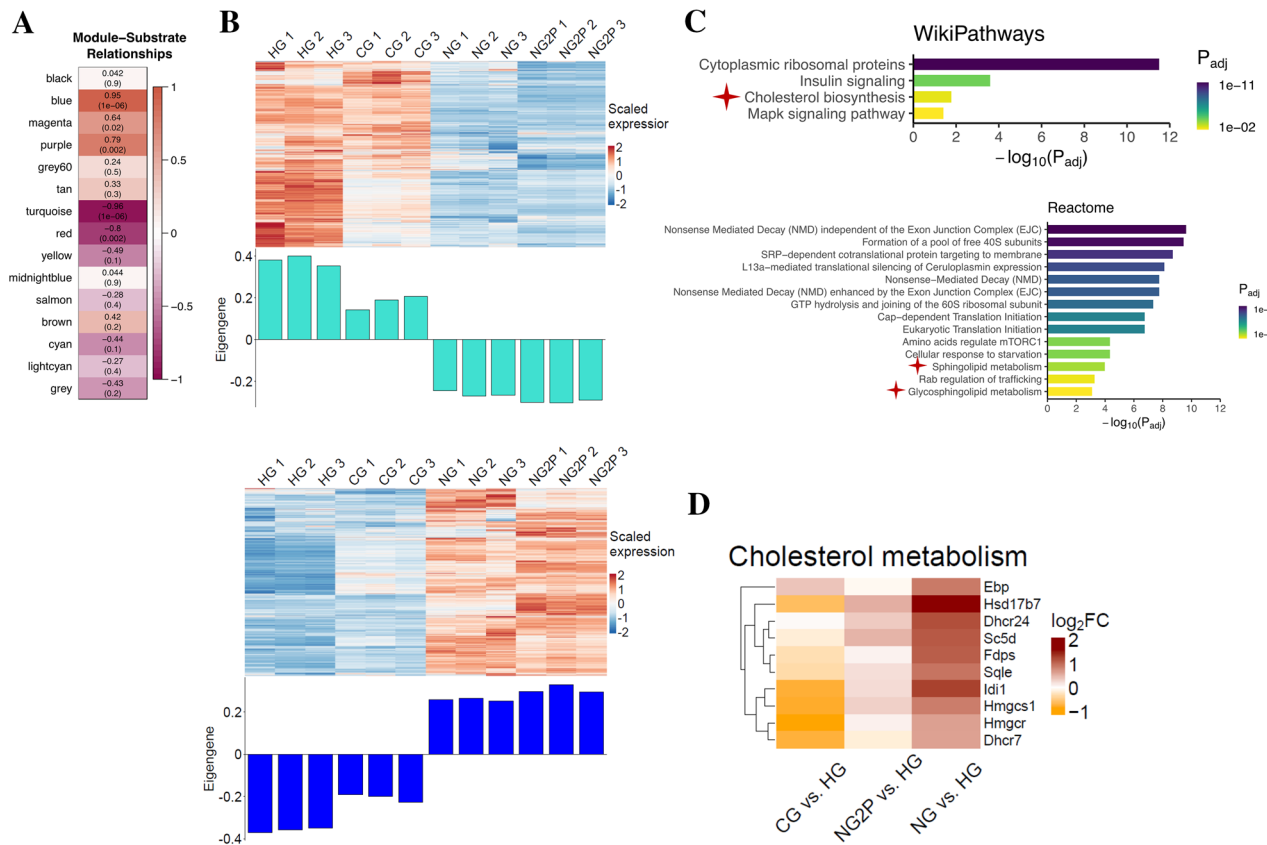 A
Module−Substrate
Relationships
black
0.042
(0.9)
blue
0.95
(1e−06)
magenta
0.64
(0.02)
purple
0.79
(0.002)
grey60
0.24
(0.5)
tan
0.33
(0.3)
turquoise
−0.96
(1e−06)
red
−0.8
(0.002)
yellow
−0.49
(0.1)
midnightblue
0.044
(0.9)
salmon
−0.28
(0.4)
brown
0.42
(0.2)
cyan
−0.44
(0.1)
lightcyan
−0.27
(0.4)
grey
−0.43
(0.2)
1
0.5
0
−0.5
−1
B
HG 1 HG 2 HG 3 CG 1 CG 2 CG 3 NG 1 NG 2 NG 3 NG2P 1 NG2P 2 NG2P 3
Scaled
expression
2
1
0
-1
-2
Eigengene
0.4
0.2
0
-0.2
HG 1 HG 2 HG 3 CG 1 CG 2 CG 3 NG 1 NG 2 NG 3 NG2P 1 NG2P 2 NG2P 3
Scaled
expression
2
1
0
-1
-2
Eigengene
0.2
0
-0.2
-0.4
C
WikiPathways
Cytoplasmic ribosomal proteins
Insulin signaling
Cholesterol biosynthesis
Mapk signaling pathway
0 2 4 6 8 10 12
−log10(Padj)
Padj
1e−11
1e−02
Reactome
Nonsense Mediated Decay (NMD) independent of the Exon Junction Complex (EJC)
Formation of a pool of free 40S subunits
SRP-dependent cotranslational protein targeting to membrane
L13a-mediated translational silencing of Ceruloplasmin expression
Nonsense-Mediated Decay (NMD)
Nonsense Mediated Decay (NMD) enhanced by the Exon Junction Complex (EJC)
GTP hydrolysis and joining of the 60S ribosomal subunit
Cap-dependent Translation Initiation
Eukaryotic Translation Initiation
Amino acids regulate mTORC1
Cellular response to starvation
Sphingolipid metabolism
Rab regulation of trafficking
Glycosphingolipid metabolism
0 2 4 6 8 10 12
−log10(Padj)
Padj
1e−
1e−
D
Cholesterol metabolism
Ebp
Hsd17b7
Dhcr24
Sc5d
Fdps
Sqle
Idi1
Hmgcs1
Hmgcr
Dhcr7
CG vs. HG NG2P vs. HG NG vs. HG
log2FC
2
1
0
−1